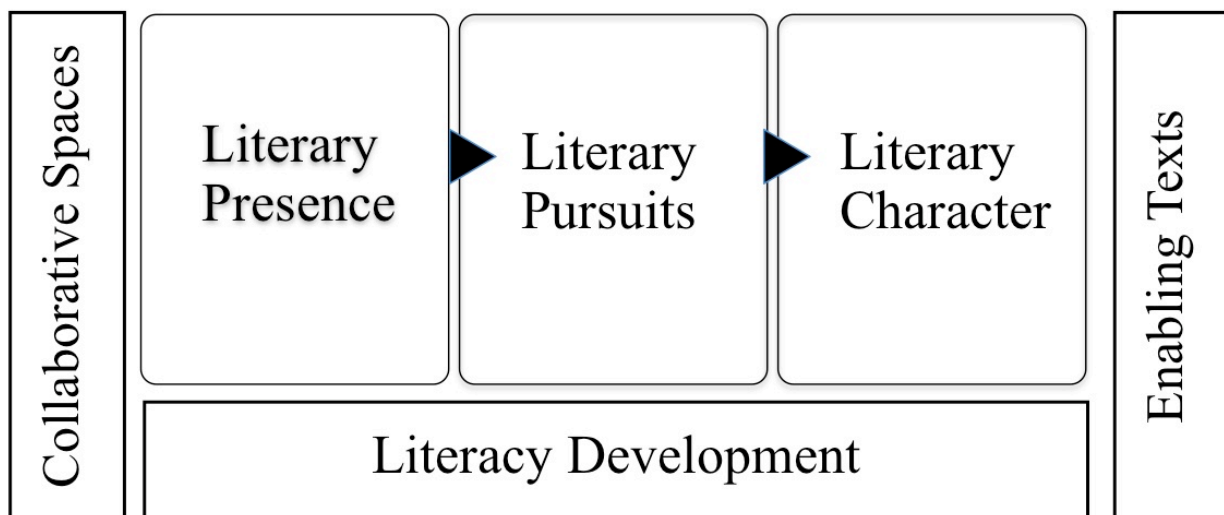 Collaborative Spaces
Literary
Presence
Literary
Pursuits
Literary
Character
Enabling Texts
Literacy Development